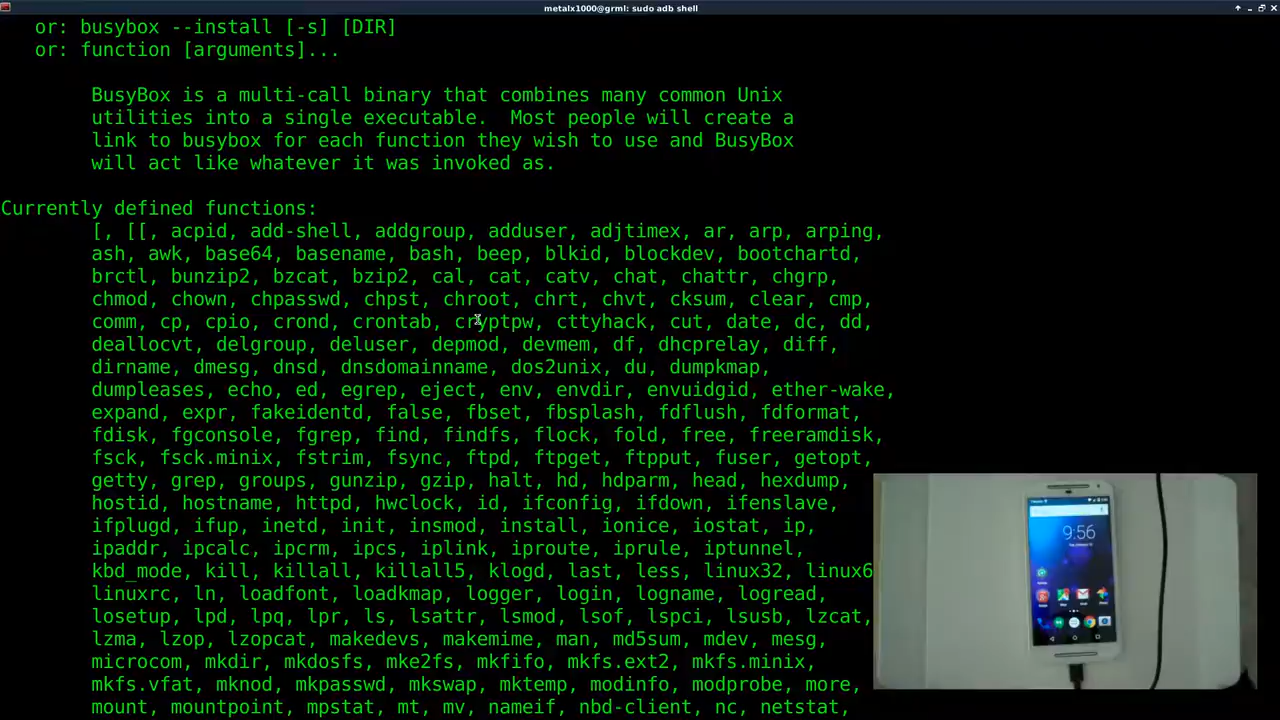 metalx1000@grml: sudo adb shell
or: busybox --install [-s] [DIR]
or: function [arguments]...
BusyBox is a multi-call binary that combines many common Unix
utilities into a single executable.  Most people will create a
link to busybox for each function they wish to use and BusyBox
will act like whatever it was invoked as.
Currently defined functions:
[, [[, acpid, add-shell, addgroup, adduser, adjtimex, ar, arp, arping,
ash, awk, base64, basename, bash, beep, blkid, blockdev, bootchartd,
brctl, bunzip2, bzcat, bzip2, cal, cat, catv, chat, chattr, chgrp,
chmod, chown, chpasswd, chpst, chroot, chrt, chvt, cksum, clear, cmp,
comm, cp, cpio, crond, crontab, cryptpw, cttyhack, cut, date, dc, dd,
deallocvt, delgroup, deluser, depmod, devmem, df, dhcprelay, diff,
dirname, dmesg, dnsd, dnsdomainname, dos2unix, du, dumpkmap,
dumpleases, echo, ed, egrep, eject, env, envdir, envuidgid, ether-wake,
expand, expr, fakeidentd, false, fbset, fbsplash, fdflush, fdformat,
fdisk, fgconsole, fgrep, find, findfs, flock, fold, free, freeramdisk,
fsck, fsck.minix, fstrim, fsync, ftpd, ftpget, ftpput, fuser, getopt,
getty, grep, groups, gunzip, gzip, halt, hd, hdparm, head, hexdump,
hostid, hostname, httpd, hwclock, id, ifconfig, ifdown, ifenslave,
ifplugd, ifup, inetd, init, insmod, install, ionice, iostat, ip,
ipaddr, ipcalc, ipcrm, ipcs, iplink, iproute, iprule, iptunnel,
kbd_mode, kill, killall, killall5, klogd, last, less, linux32, linux6
linuxrc, ln, loadfont, loadkmap, logger, login, logname, logread,
losetup, lpd, lpq, lpr, ls, lsattr, lsmod, lsof, lspci, lsusb, lzcat,
lzma, lzop, lzopcat, makedevs, makemime, man, md5sum, mdev, mesg,
microcom, mkdir, mkdosfs, mke2fs, mkfifo, mkfs.ext2, mkfs.minix,
mkfs.vfat, mknod, mkpasswd, mkswap, mktemp, modinfo, modprobe, more,
mount, mountpoint, mpstat, mt, mv, nameif, nbd-client, nc, netstat,
9:56